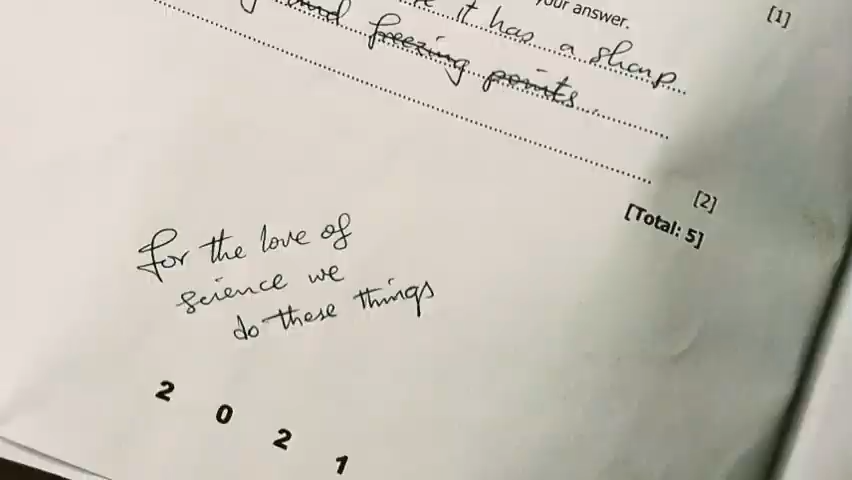 your answer.
[1]
it has a sharp
and freezing points.
[2]
[Total: 5]
for the love of
science we
do these things
2 0 2 1